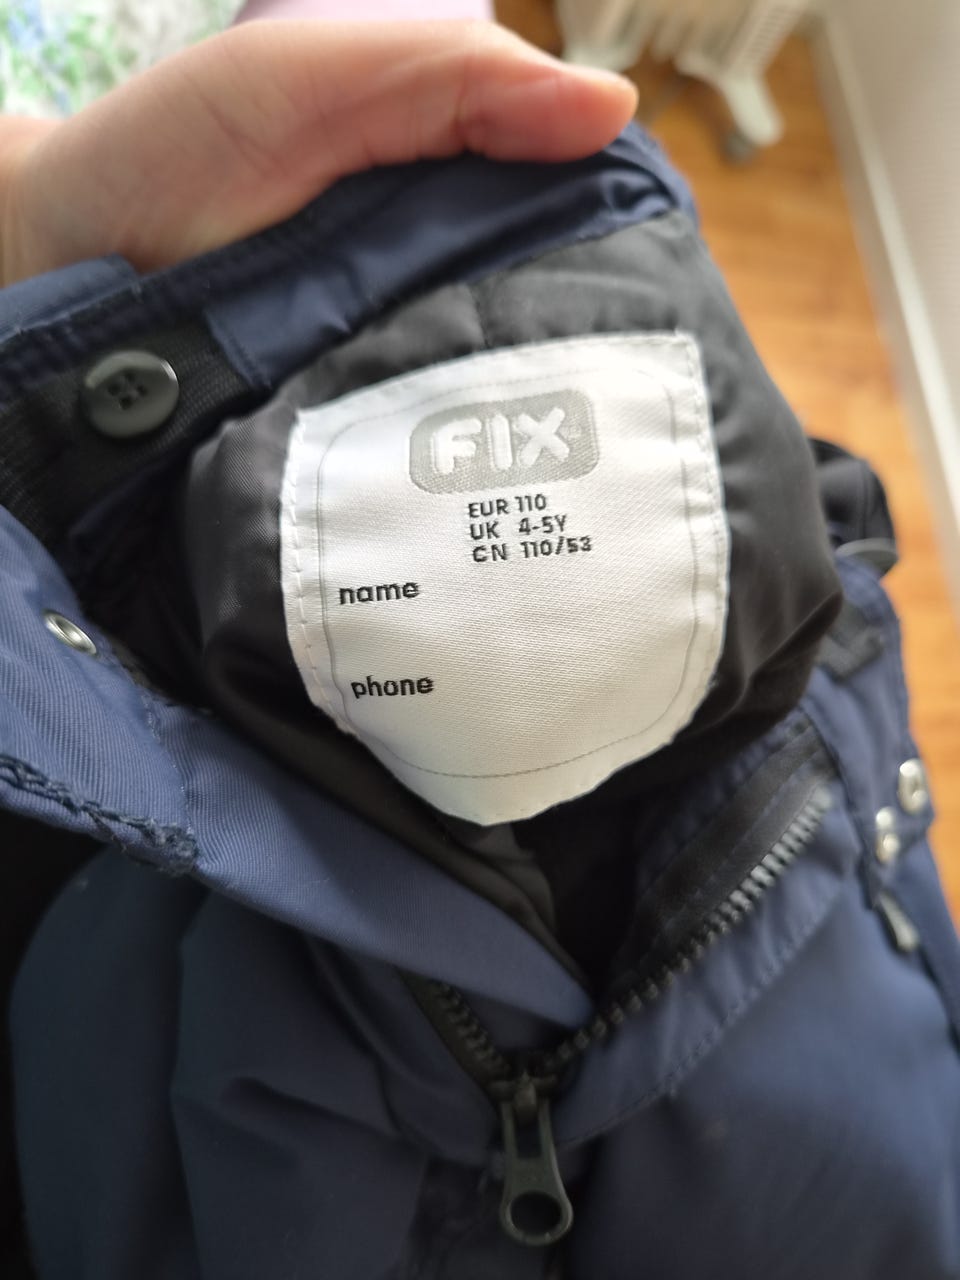 FIX
EUR 110
UK 4-5Y
CN 110/53
name
phone